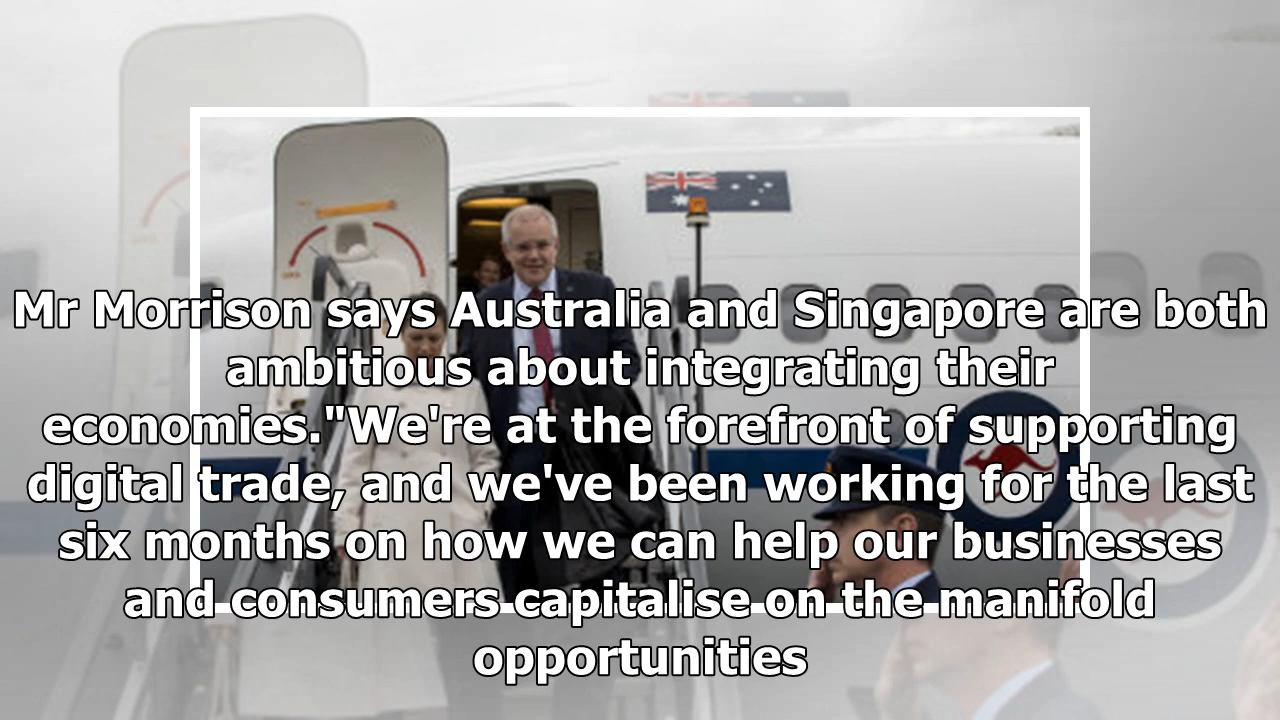 Mr Morrison says Australia and Singapore are both
ambitious about integrating their
economies."We're at the forefront of supporting
digital trade, and we've been working for the last
six months on how we can help our businesses
and consumers capitalise on the manifold
opportunities